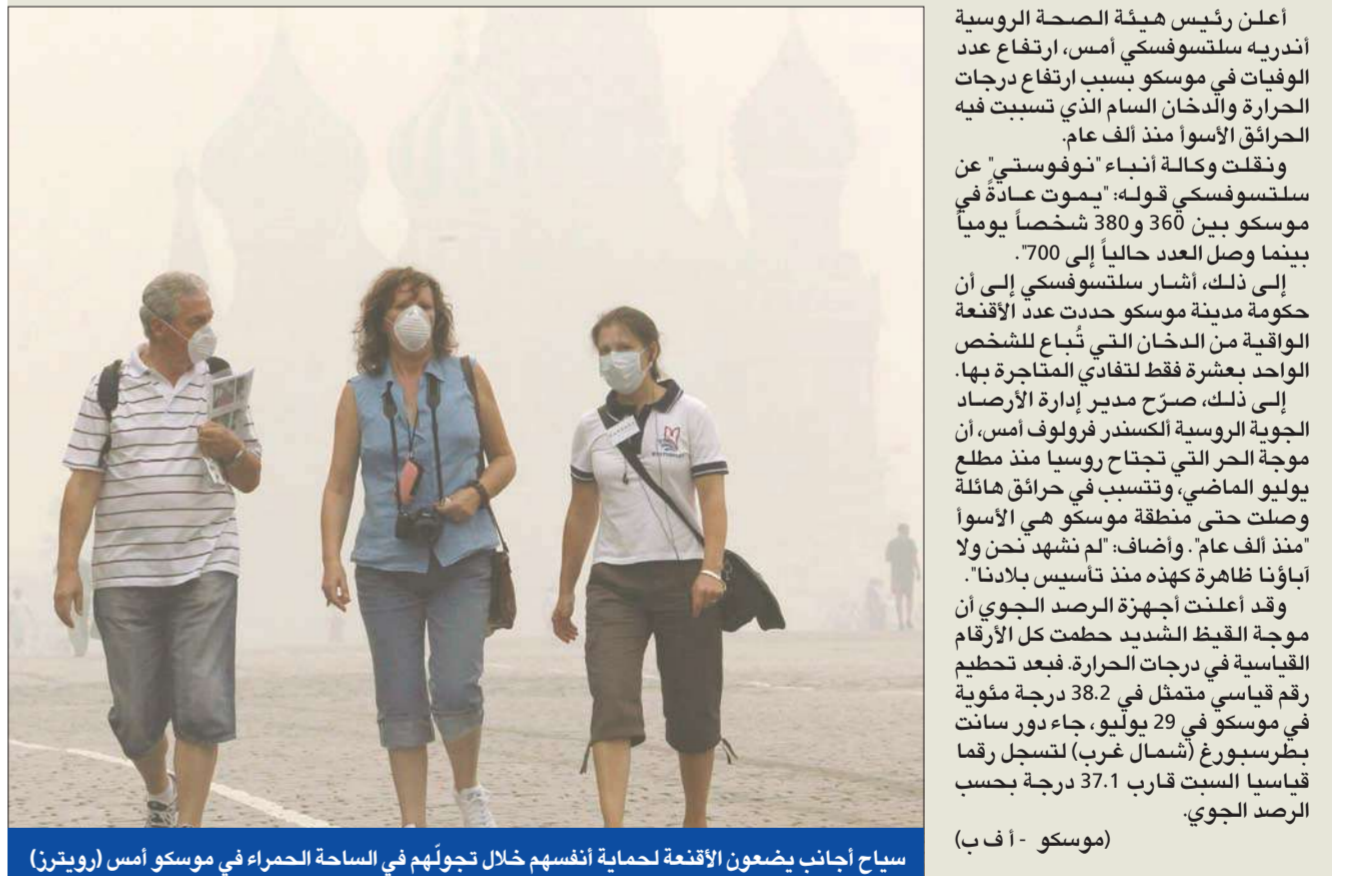 أعلن رئيس هيئة الصحة الروسية
أندريه سلتسوفسكي أمس، ارتفاع عدد
الوفيات في موسكو بسبب ارتفاع درجات
الحرارة والدخان السام الذي تسببت فيه
الحرائق الأسوأ منذ ألف عام.
ونقلت وكالة أنباء "نوفوستي" عن
سلتسوفسكي قوله: "يموت عادةً في
موسكو بين 360 و380 شخصاً يومياً
بينما وصل العدد حالياً إلى 700".
إلى ذلك، أشار سلتسوفسكي إلى أن
حكومة مدينة موسكو حددت عدد الأقنعة
الواقية من الدخان التي تُباع للشخص
الواحد بعشرة فقط لتفادي المتاجرة بها.
إلى ذلك، صرّح مدير إدارة الأرصاد
الجوية الروسية ألكسندر فرولوف أمس، أن
موجة الحر التي تجتاح روسيا منذ مطلع
يوليو الماضي، وتتسبب في حرائق هائلة
وصلت حتى منطقة موسكو هي الأسوأ
"منذ ألف عام". وأضاف: "لم نشهد نحن ولا
آباؤنا ظاهرة كهذه منذ تأسيس بلادنا".
وقد أعلنت أجهزة الرصد الجوي أن
موجة القيظ الشديد حطمت كل الأرقام
القياسية في درجات الحرارة. فبعد تحطيم
رقم قياسي متمثل في 38.2 درجة مئوية
في موسكو في 29 يوليو، جاء دور سانت
بطرسبورغ (شمال غرب) لتسجل رقما
قياسيا السبت قارب 37.1 درجة بحسب
الرصد الجوي.
(موسكو - أ ف ب)
سياح أجانب يضعون الأقنعة لحماية أنفسهم خلال تجولّهم في الساحة الحمراء في موسكو أمس (رويترز)